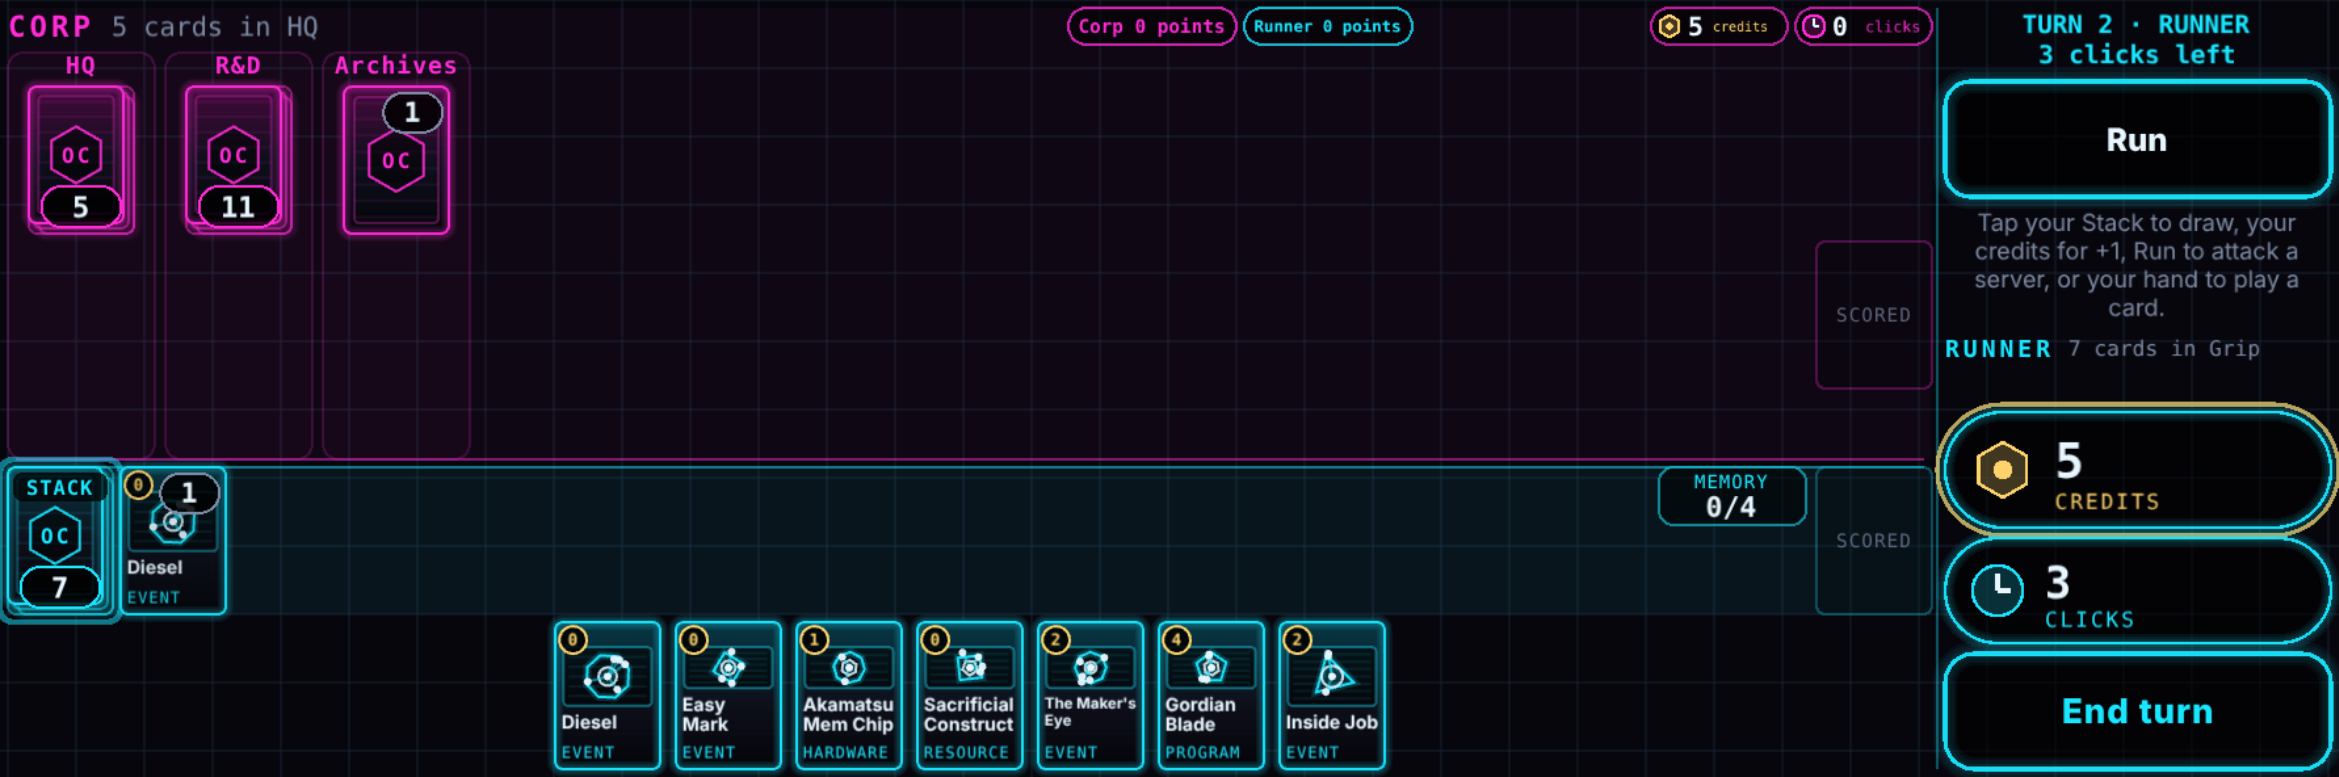 CORP 5 cards in HQ
Corp 0 points
Runner 0 points
5 credits
0 clicks
TURN 2 · RUNNER
3 clicks left
HQ
R&D
Archives
OC
5
OC
11
1
OC
Run
Tap your Stack to draw, your
credits for +1, Run to attack a
server, or your hand to play a
card.
SCORED
RUNNER 7 cards in Grip
5
CREDITS
STACK
OC
7
0
1
Diesel
EVENT
MEMORY
0/4
SCORED
3
CLICKS
0
Diesel
EVENT
0
Easy
Mark
EVENT
1
Akamatsu
Mem Chip
HARDWARE
0
Sacrificial
Construct
RESOURCE
2
The Maker's
Eye
EVENT
4
Gordian
Blade
PROGRAM
2
Inside Job
EVENT
End turn